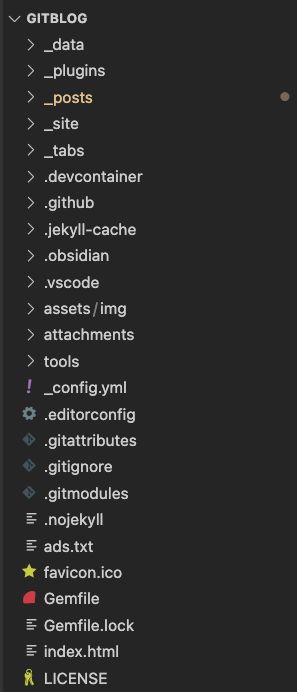 GITBLOG
_data
_plugins
_posts
_site
_tabs
.devcontainer
.github
.jekyll-cache
.obsidian
.vscode
assets/img
attachments
tools
_config.yml
.editorconfig
.gitattributes
.gitignore
.gitmodules
.nojekyll
ads.txt
favicon.ico
Gemfile
Gemfile.lock
index.html
LICENSE